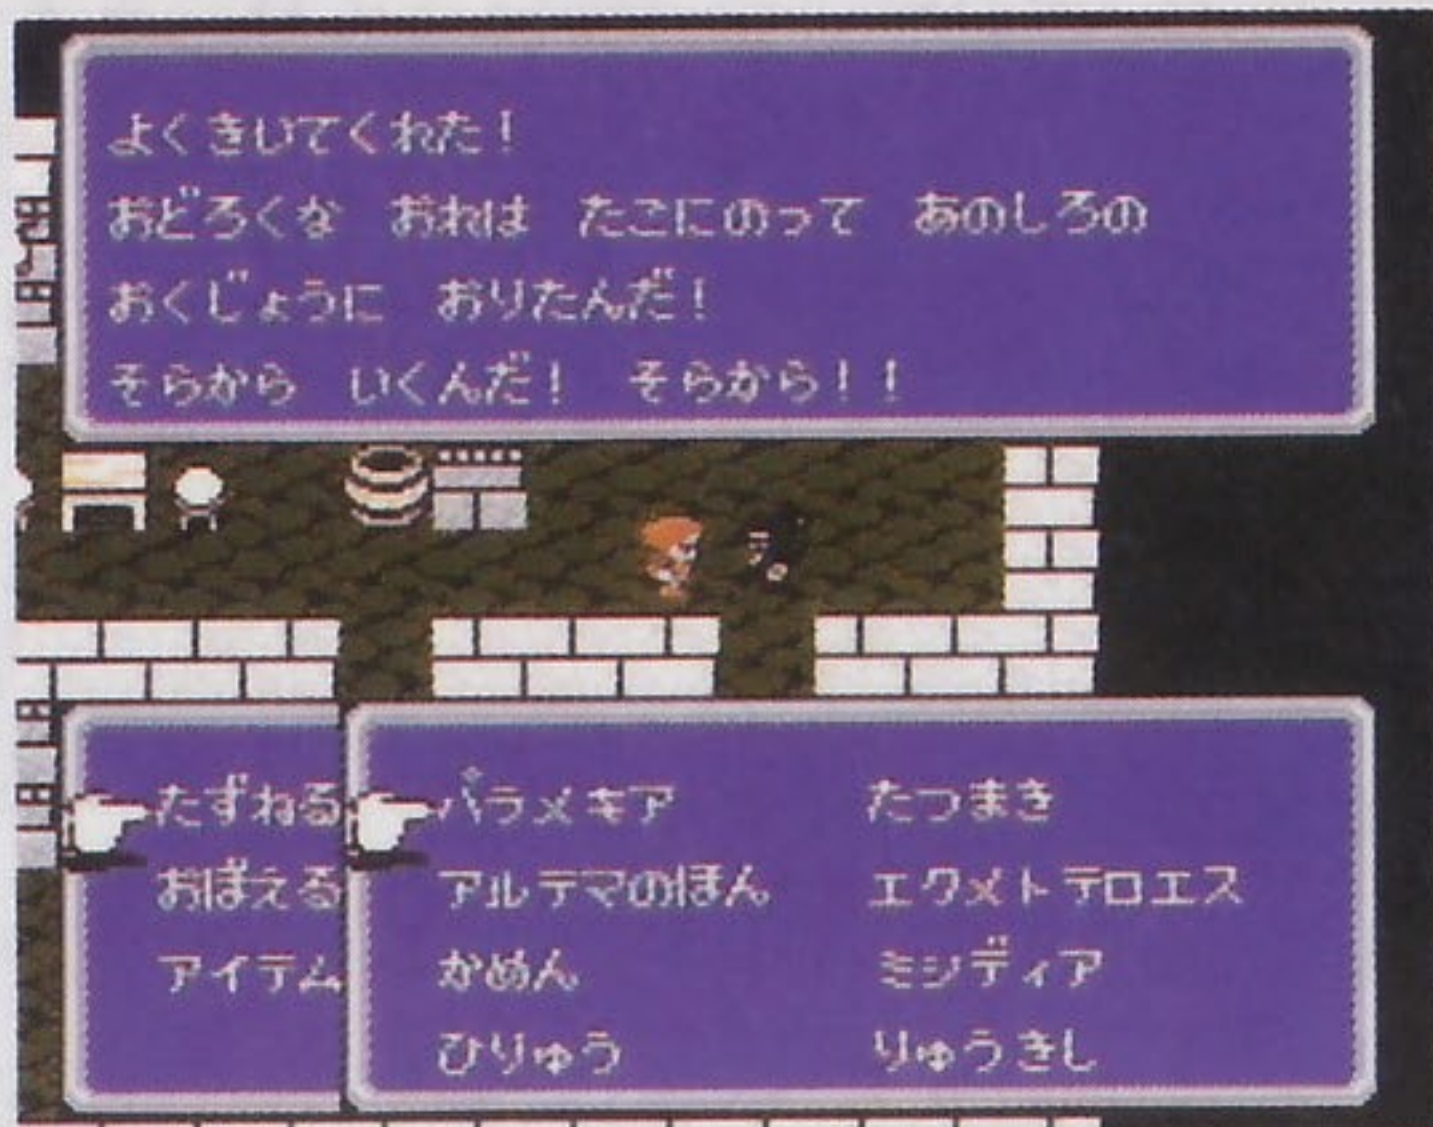 よくきいてくれた！
おどろくな　おれは　たこにのって　あのしろの
おくじょうに　おりたんだ！
そらから　いくんだ！　そらから！！
たずねる
おぼえる
アイテム
パラメキア　たつまき
アルテマのほん　エクメトテロエス
かめん　ミシディア
ひりゅう　りゅうきし